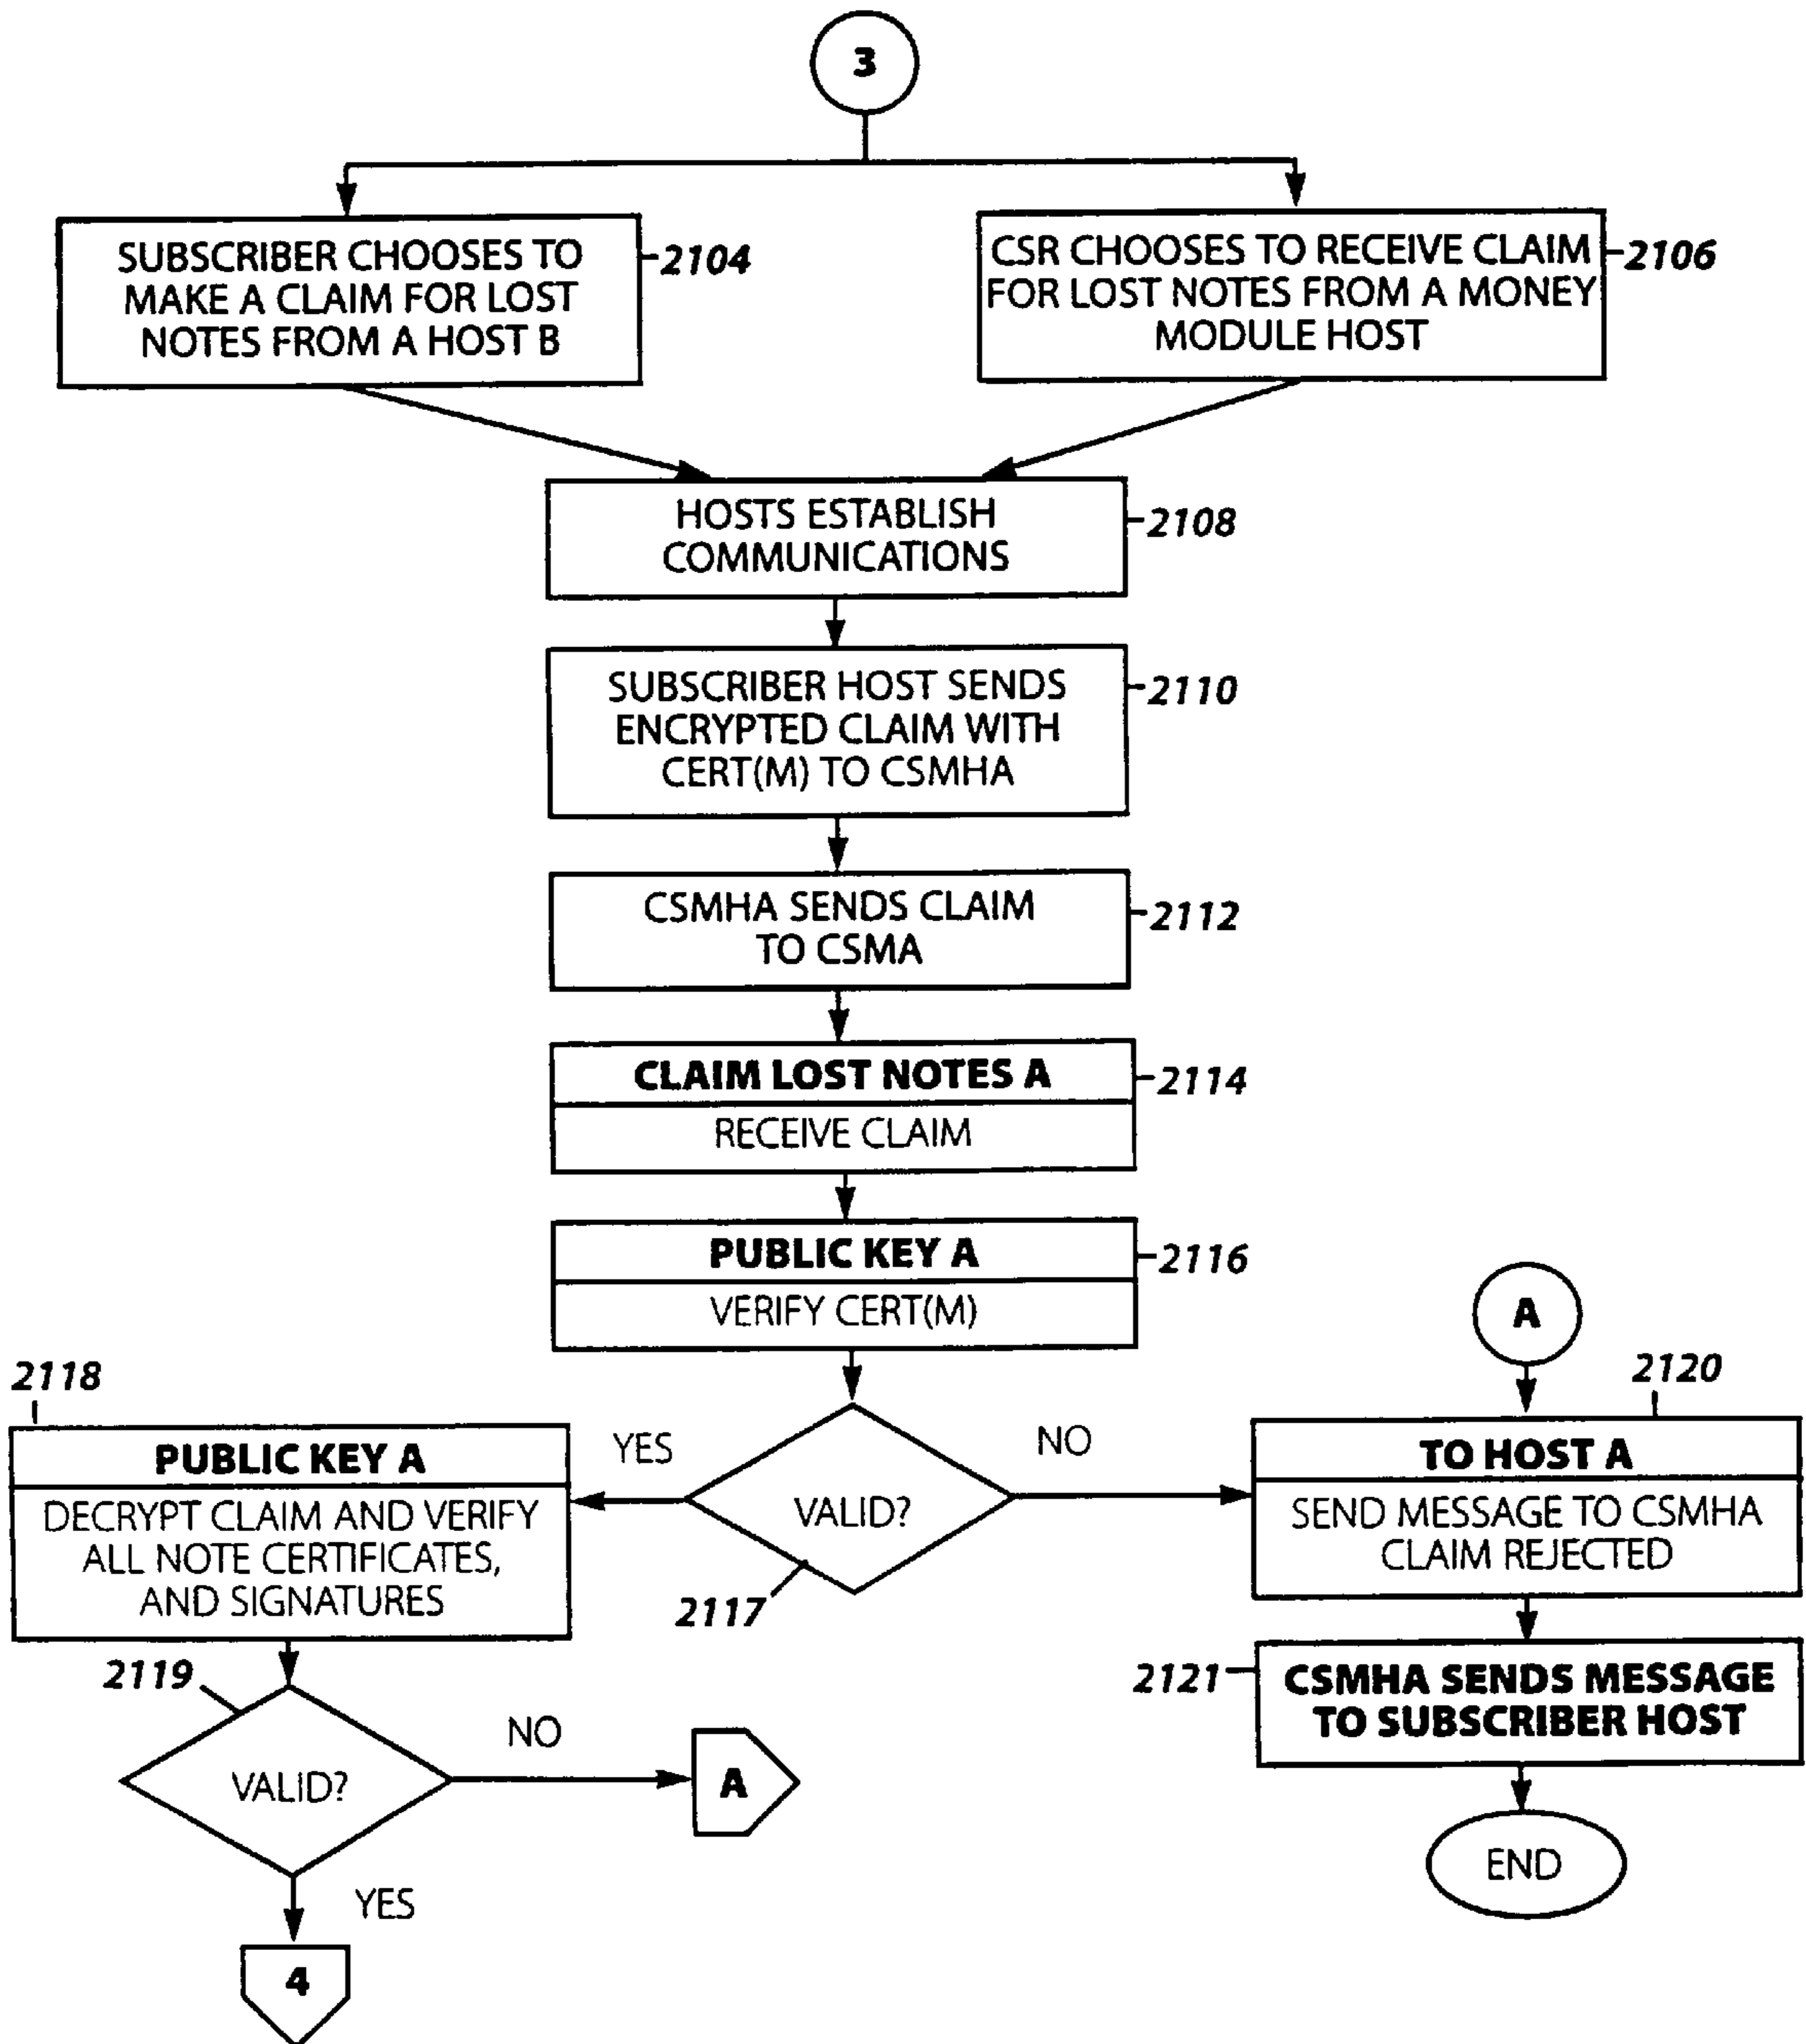 3
SUBSCRIBER CHOOSES TO
MAKE A CLAIM FOR LOST
NOTES FROM A HOST B
2104
CSR CHOOSES TO RECEIVE CLAIM
FOR LOST NOTES FROM A MONEY
MODULE HOST
2106
HOSTS ESTABLISH
COMMUNICATIONS
2108
SUBSCRIBER HOST SENDS
ENCRYPTED CLAIM WITH
CERT(M) TO CSMHA
2110
CSMHA SENDS CLAIM
TO CSMA
2112
CLAIM LOST NOTES A
2114
RECEIVE CLAIM
PUBLIC KEY A
2116
VERIFY CERT(M)
VALID?
2117
YES
NO
2118
PUBLIC KEY A
DECRYPT CLAIM AND VERIFY
ALL NOTE CERTIFICATES,
AND SIGNATURES
A
2120
TO HOST A
SEND MESSAGE TO CSMHA
CLAIM REJECTED
2121
CSMHA SENDS MESSAGE
TO SUBSCRIBER HOST
END
2119
VALID?
NO
A
YES
4